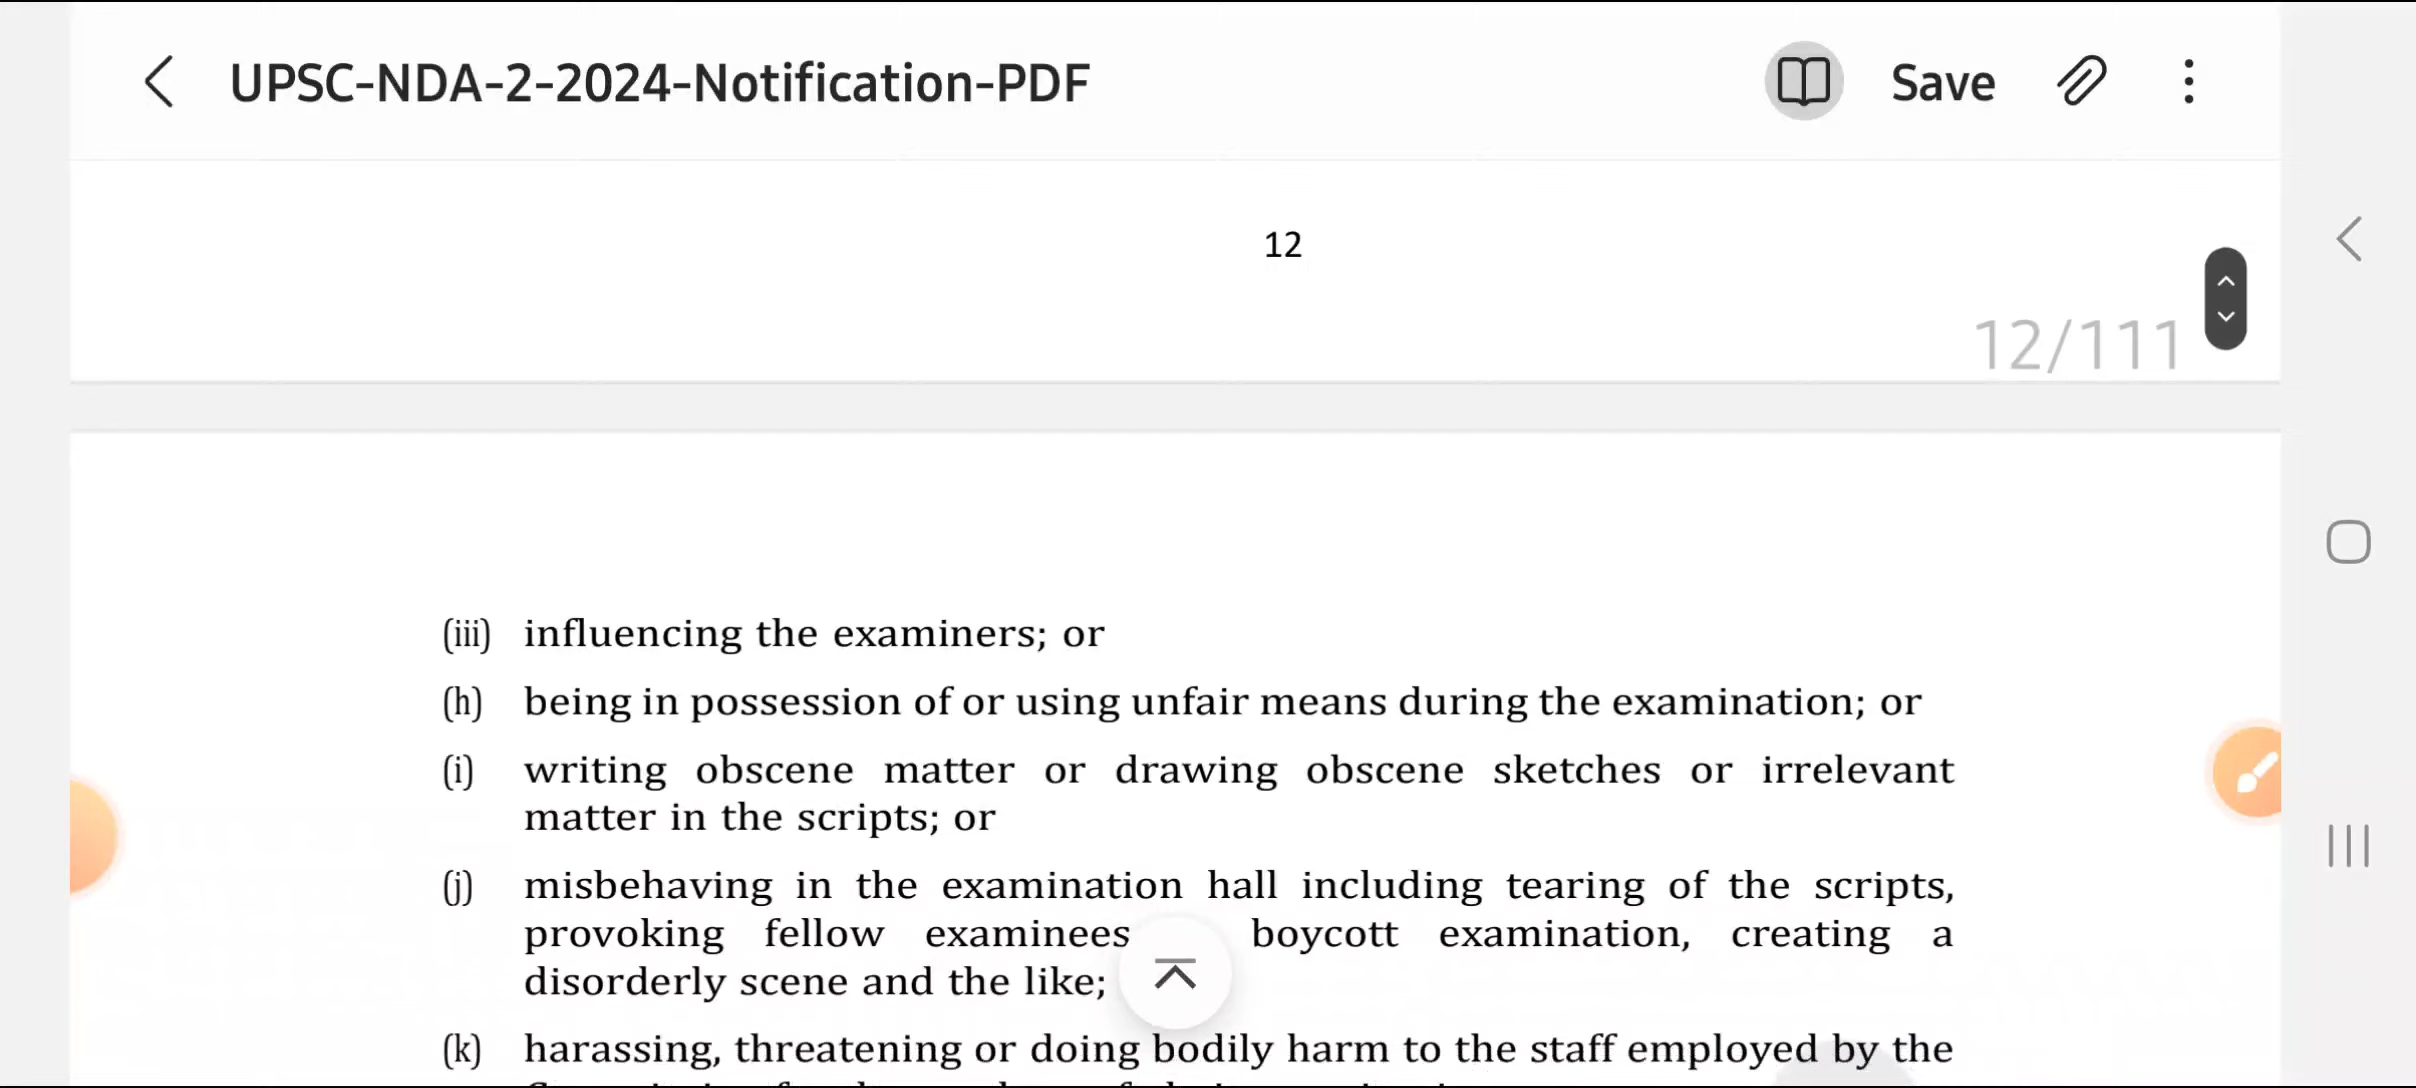 UPSC-NDA-2-2024-Notification-PDF
Save
12
12/111
(iii) influencing the examiners; or
(h) being in possession of or using unfair means during the examination; or
(i) writing obscene matter or drawing obscene sketches or irrelevant
matter in the scripts; or
(j) misbehaving in the examination hall including tearing of the scripts,
provoking fellow examinees boycott examination, creating a
disorderly scene and the like;
(k) harassing, threatening or doing bodily harm to the staff employed by the